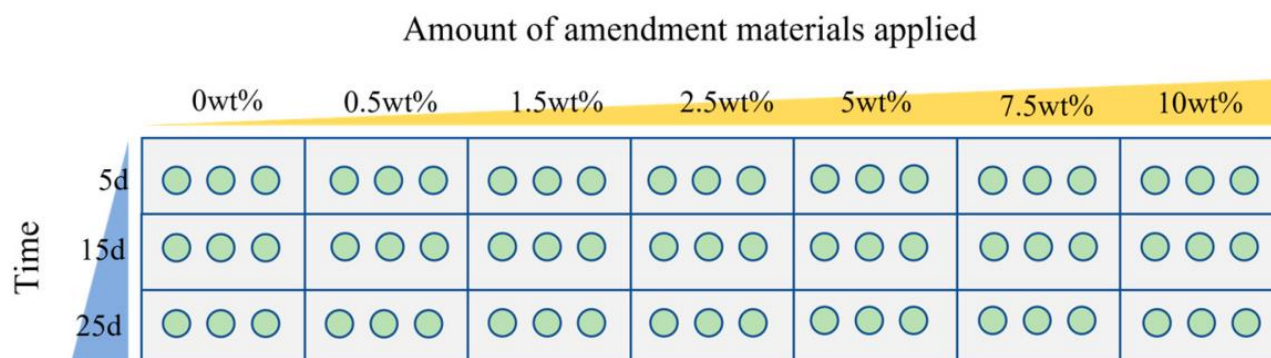 Amount of amendment materials applied
0wt% 0.5wt% 1.5wt% 2.5wt% 5wt% 7.5wt% 10wt%
Time
5d
15d
25d